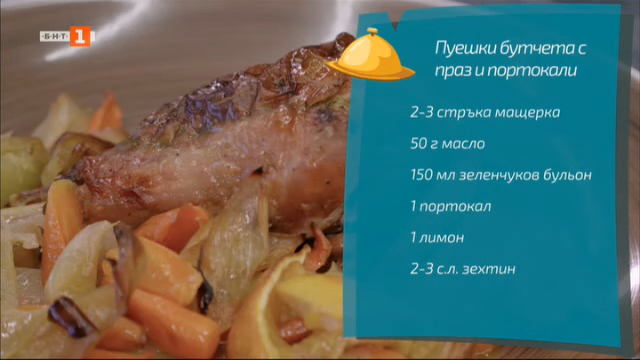 БНТ 1
Пуешки бутчета с
праз и портокали
2-3 стръка мащерка
50 г масло
150 мл зеленчуков бульон
1 портокал
1 лимон
2-3 с.л. зехтин